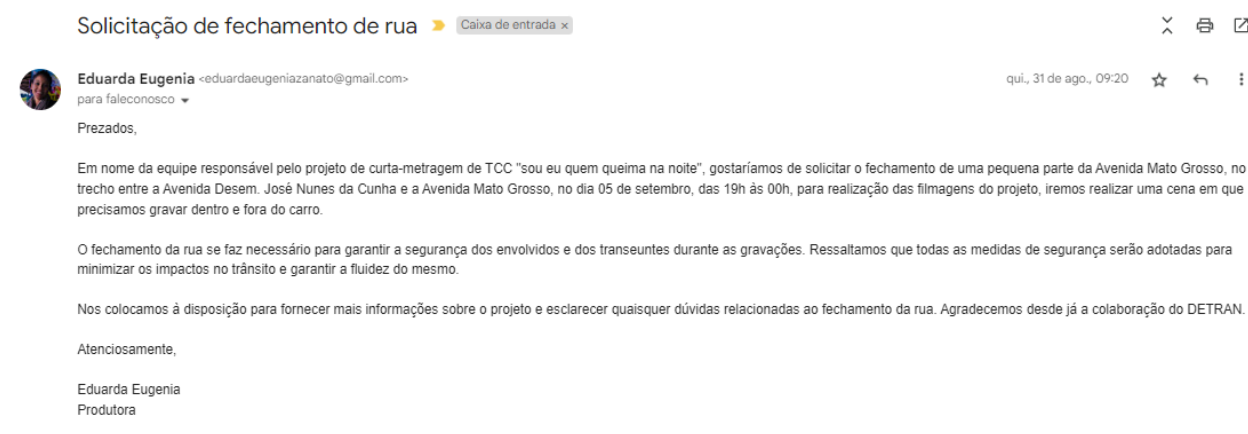 Solicitação de fechamento de rua
Caixa de entrada ×
Eduarda Eugenia <eduardaeugeniazanato@gmail.com>
qui., 31 de ago., 09:20
para faleconosco
Prezados,
Em nome da equipe responsável pelo projeto de curta-metragem de TCC "sou eu quem queima na noite", gostaríamos de solicitar o fechamento de uma pequena parte da Avenida Mato Grosso, no
trecho entre a Avenida Desem. José Nunes da Cunha e a Avenida Mato Grosso, no dia 05 de setembro, das 19h às 00h, para realização das filmagens do projeto, iremos realizar uma cena em que
precisamos gravar dentro e fora do carro.
O fechamento da rua se faz necessário para garantir a segurança dos envolvidos e dos transeuntes durante as gravações. Ressaltamos que todas as medidas de segurança serão adotadas para
minimizar os impactos no trânsito e garantir a fluidez do mesmo.
Nos colocamos à disposição para fornecer mais informações sobre o projeto e esclarecer quaisquer dúvidas relacionadas ao fechamento da rua. Agradecemos desde já a colaboração do DETRAN.
Atenciosamente,
Eduarda Eugenia
Produtora